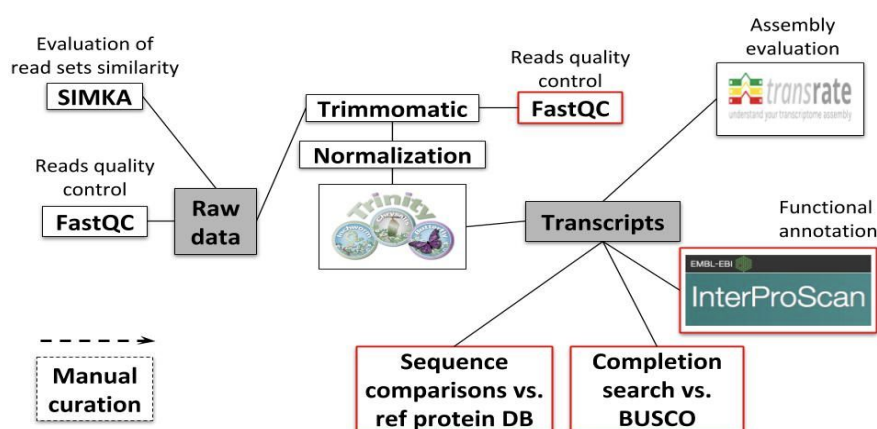 Evaluation of
read sets similarity
SIMKA
Reads quality
control
FastQC
Raw
data
Trimmomatic
Normalization
Trinity
Reads quality
control
FastQC
Transcripts
Assembly
evaluation
transrate
understand your transcriptome assembly
Functional
annotation
EMBL-EBI
InterProScan
Sequence
comparisons vs.
ref protein DB
Completion
search vs.
BUSCO
Manual
curation